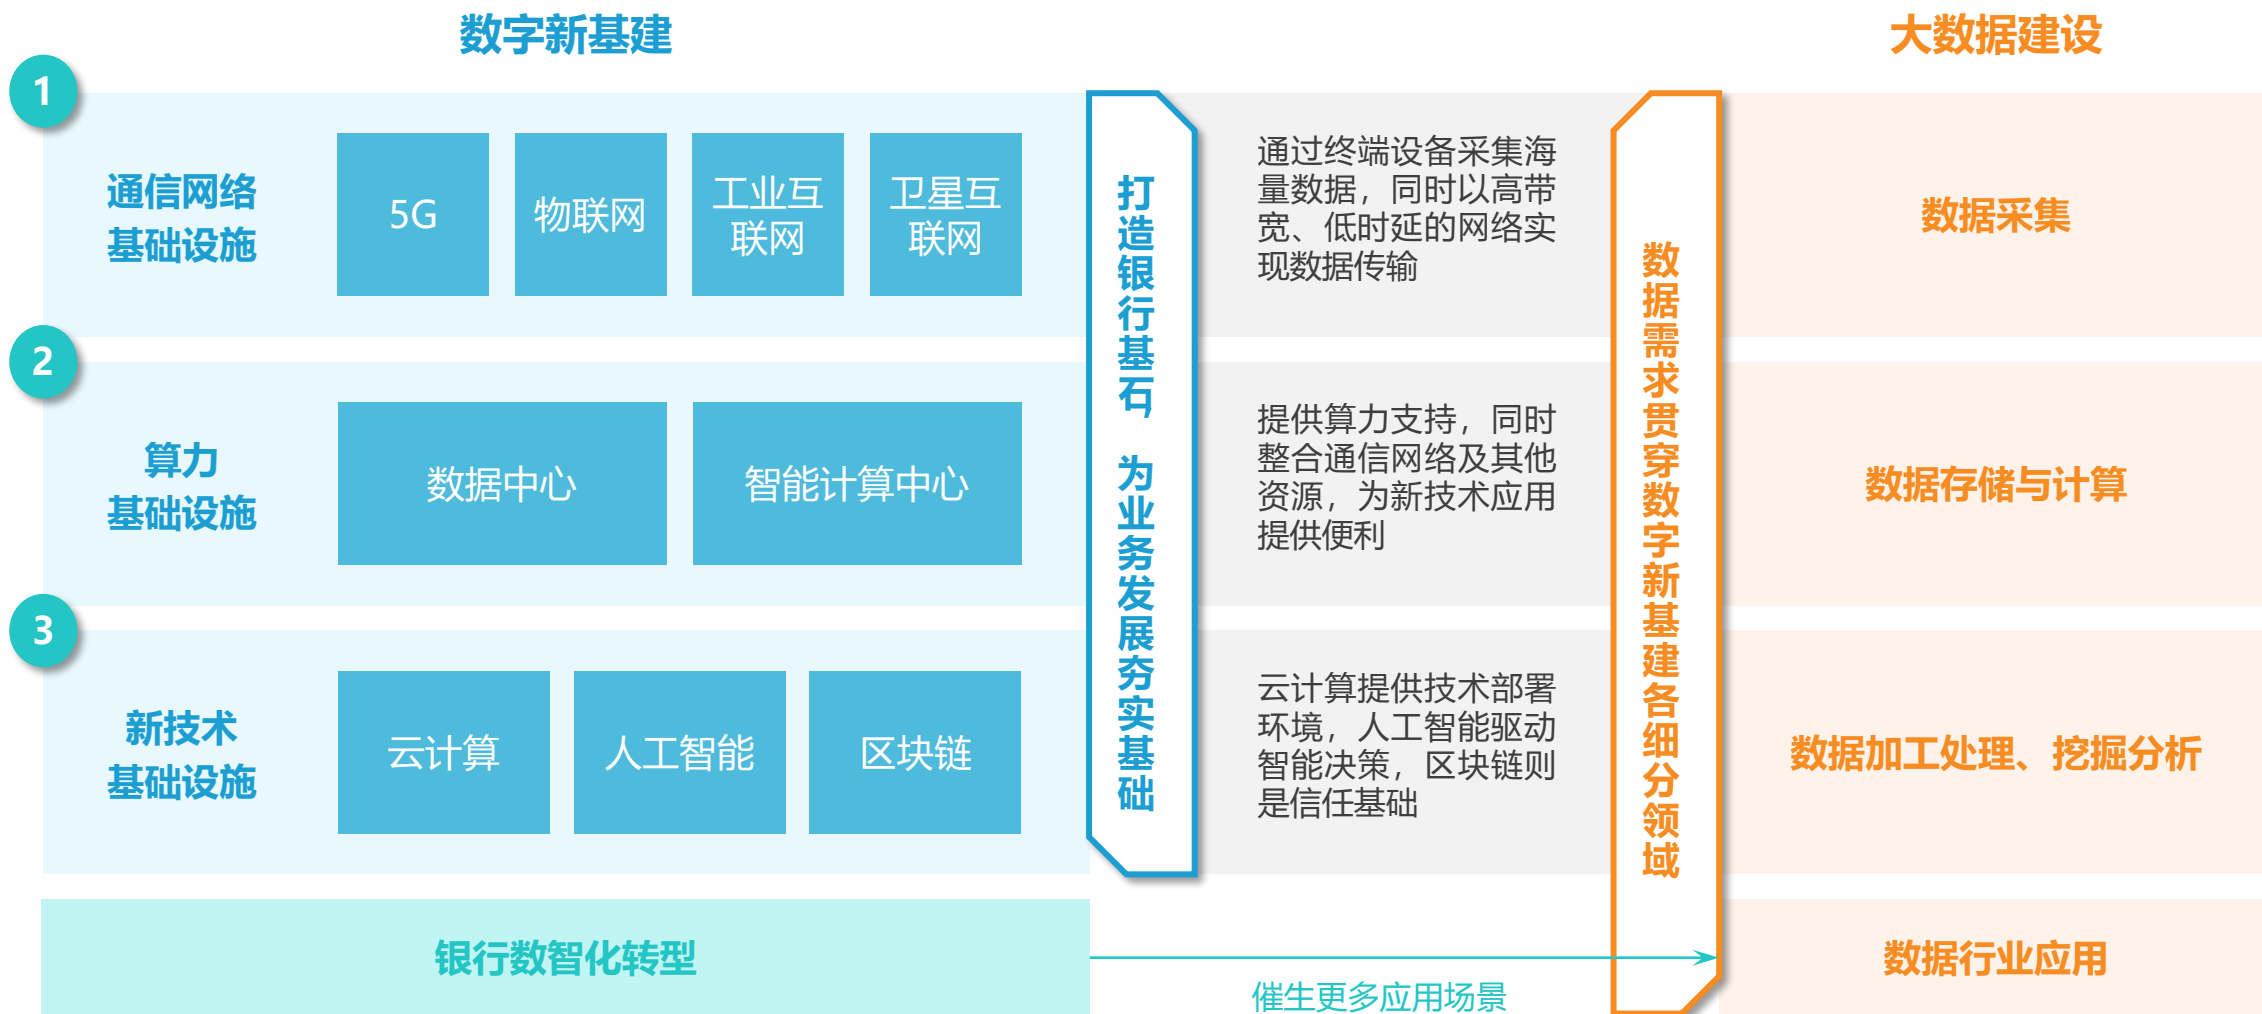 数字新基建
大数据建设
1
通信网络
基础设施
5G
物联网
工业互
联网
卫星互
联网
打造银行基石，为业务发展夯实基础
通过终端设备采集海
量数据，同时以高带
宽、低时延的网络实
现数据传输
数据需求贯穿数字新基建各细分领域
数据采集
2
算力
基础设施
数据中心
智能计算中心
提供算力支持，同时
整合通信网络及其他
资源，为新技术应用
提供便利
数据存储与计算
3
新技术
基础设施
云计算
人工智能
区块链
云计算提供技术部署
环境，人工智能驱动
智能决策，区块链则
是信任基础
数据加工处理、挖掘分析
银行数智化转型
催生更多应用场景
数据行业应用